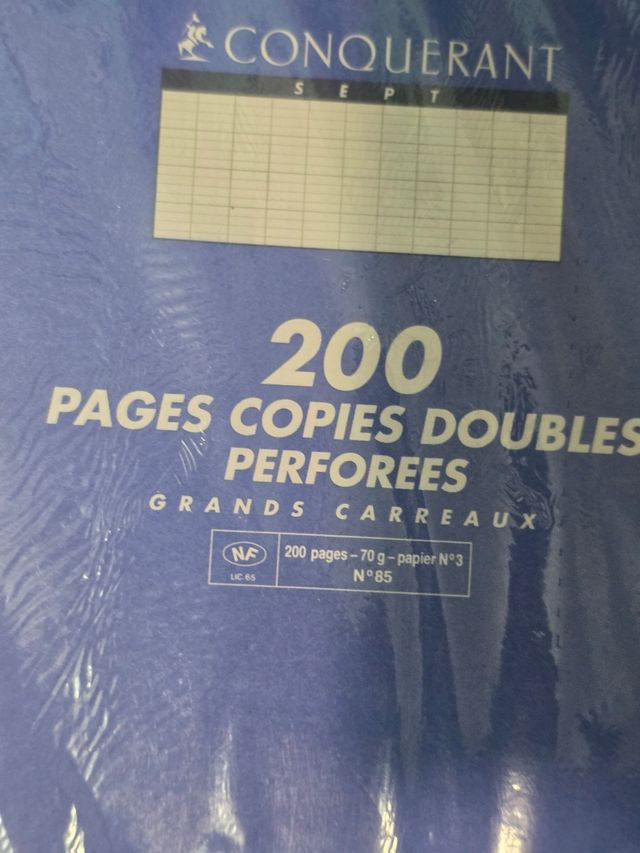 CONQUERANT
SEPT
200
PAGES COPIES DOUBLES
PERFOREES
GRANDS CARREAUX
NF
LIC. 65
200 pages – 70 g – papier N°3
N°85